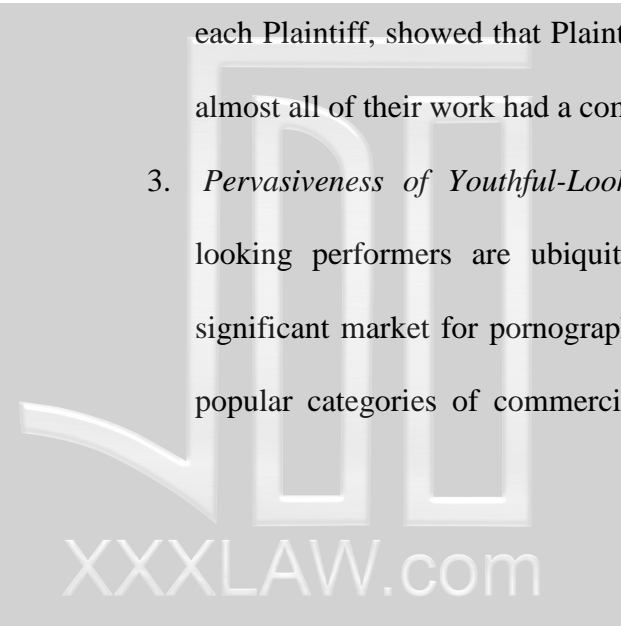 each Plaintiff, showed that Plaint
almost all of their work had a
3. Pervasiveness of Youthful-Look
looking performers are ubiquit
significant market for pornograp
popular categories of commerci
XXXLAW.com